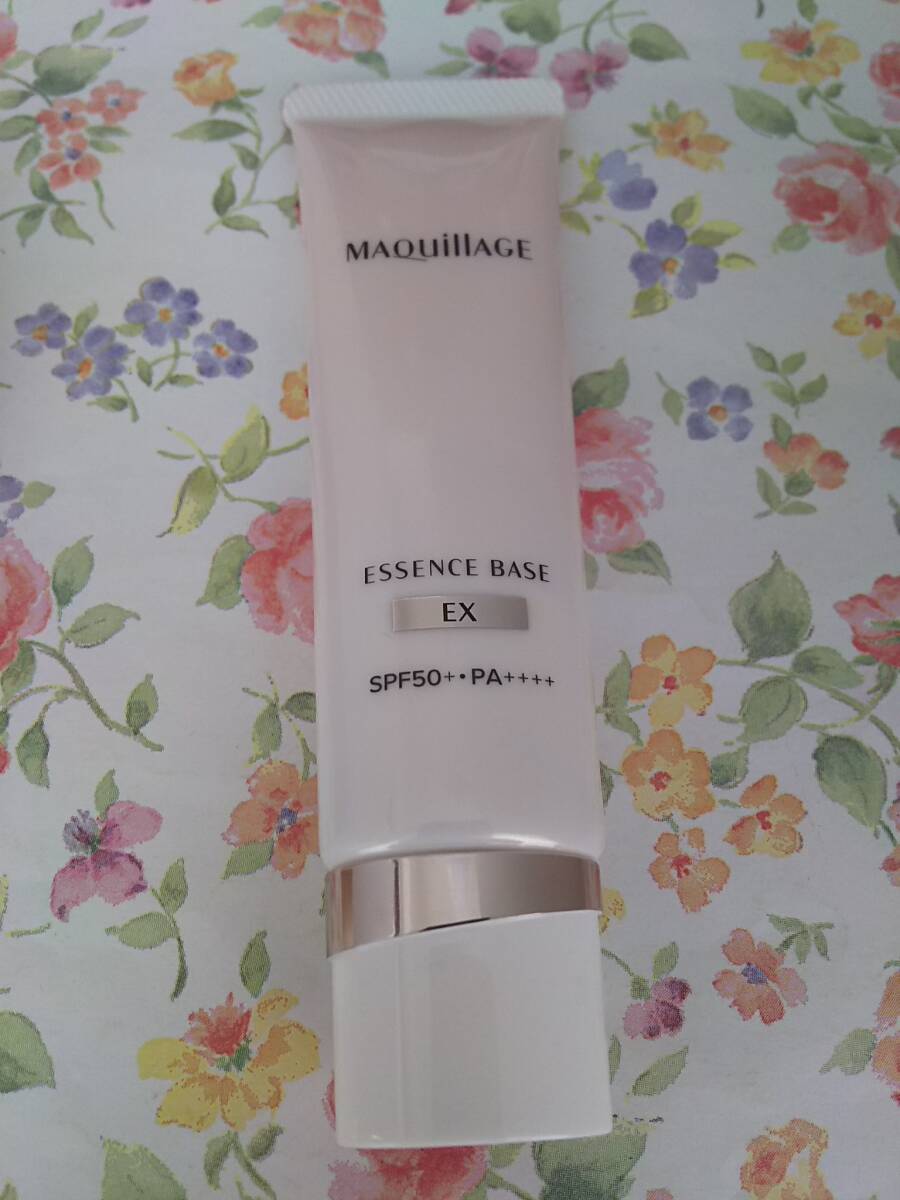 MAQuillAGE
ESSENCE BASE
EX
SPF50+・PA++++